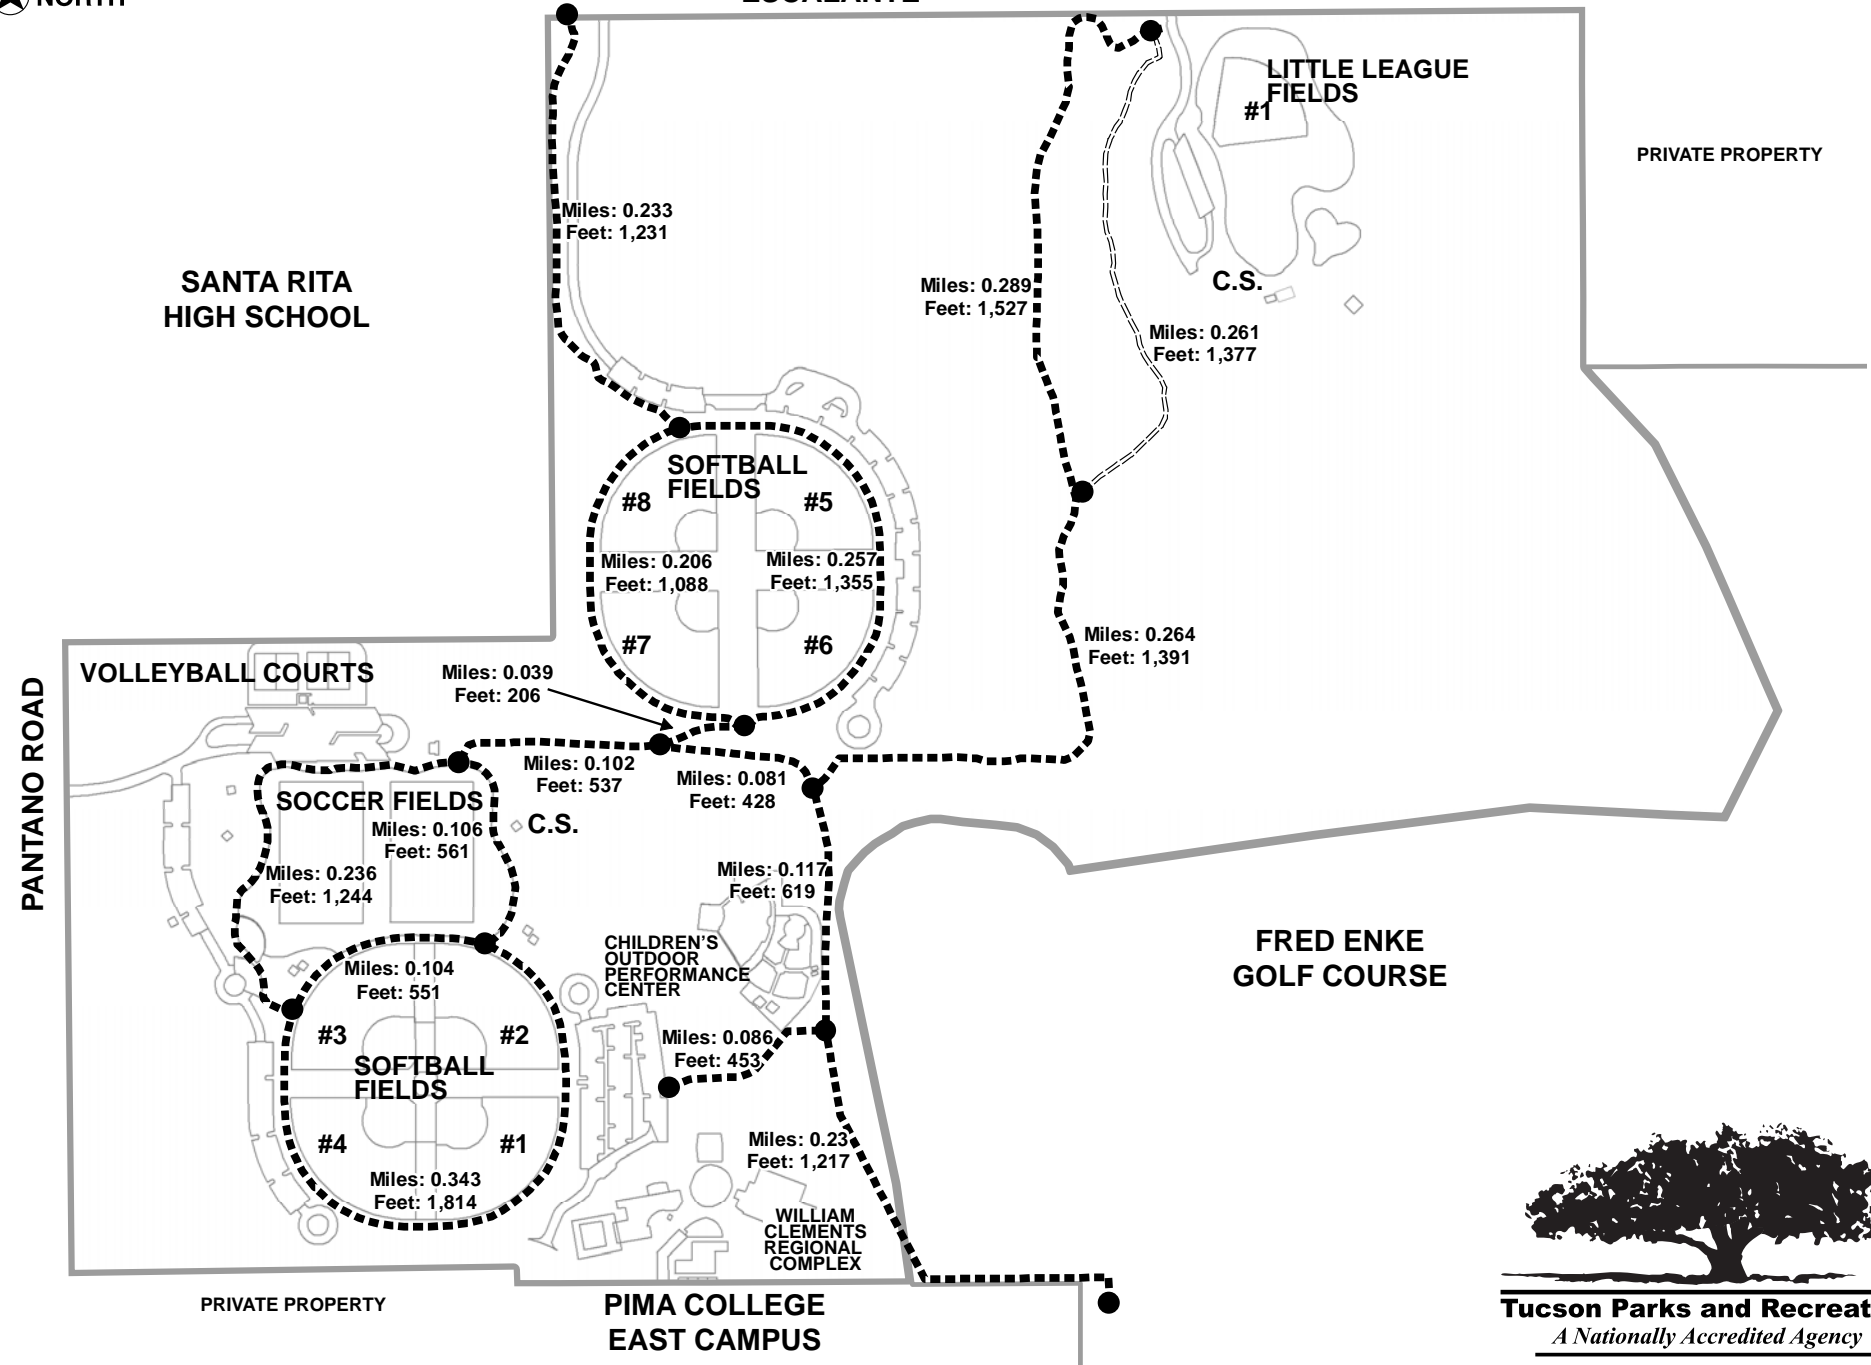 NORTH
ESCALANTE
LITTLE LEAGUE
FIELDS
#1
PRIVATE PROPERTY
Miles: 0.233
Feet: 1,231
SANTA RITA
HIGH SCHOOL
Miles: 0.289
Feet: 1,527
C.S.
Miles: 0.261
Feet: 1,377
SOFTBALL
FIELDS
#8
#5
Miles: 0.206
Feet: 1,088
Miles: 0.257
Feet: 1,355
#7
#6
Miles: 0.264
Feet: 1,391
VOLLEYBALL COURTS
Miles: 0.039
Feet: 206
PANTANO ROAD
Miles: 0.102
Feet: 537
Miles: 0.081
Feet: 428
SOCCER FIELDS
C.S.
Miles: 0.106
Feet: 561
Miles: 0.236
Feet: 1,244
Miles: 0.117
Feet: 619
CHILDREN'S
OUTDOOR
PERFORMANCE
CENTER
FRED ENKE
GOLF COURSE
Miles: 0.104
Feet: 551
#3
#2
Miles: 0.086
Feet: 453
SOFTBALL
FIELDS
#4
#1
Miles: 0.23
Feet: 1,217
Miles: 0.343
Feet: 1,814
WILLIAM
CLEMENTS
REGIONAL
COMPLEX
PRIVATE PROPERTY
PIMA COLLEGE
EAST CAMPUS
Tucson Parks and Recreat
A Nationally Accredited Agency